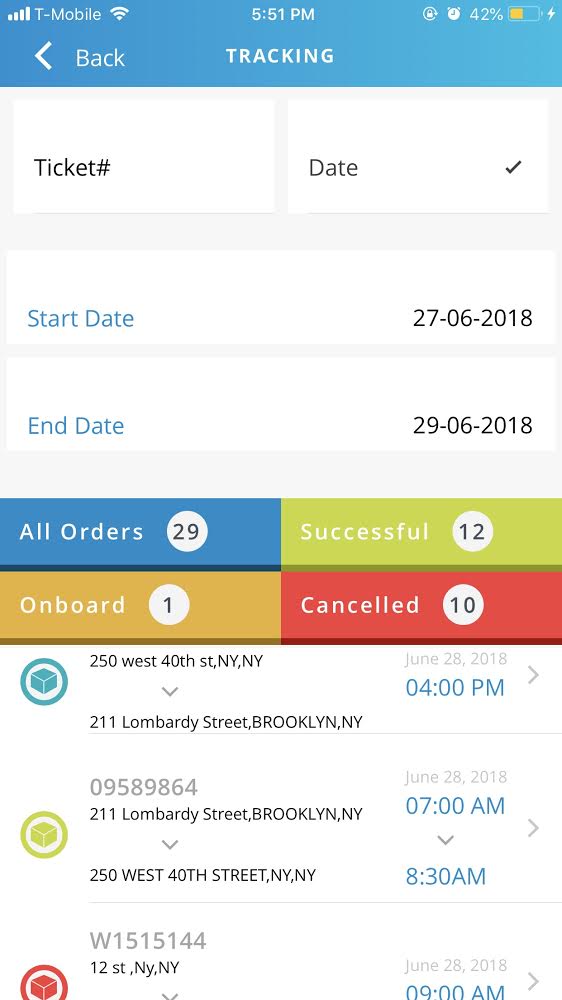 T-Mobile 5:51 PM 42%
Back TRACKING
Ticket# Date
Start Date 27-06-2018
End Date 29-06-2018
All Orders 29 Successful 12
Onboard 1 Cancelled 10
250 west 40th st,NY,NY June 28, 2018
04:00 PM
211 Lombardy Street,BROOKLYN,NY
09589864 June 28, 2018
211 Lombardy Street,BROOKLYN,NY 07:00 AM
250 WEST 40TH STREET,NY,NY 8:30AM
W1515144
12 st ,Ny,NY June 28, 2018
09:00 AM